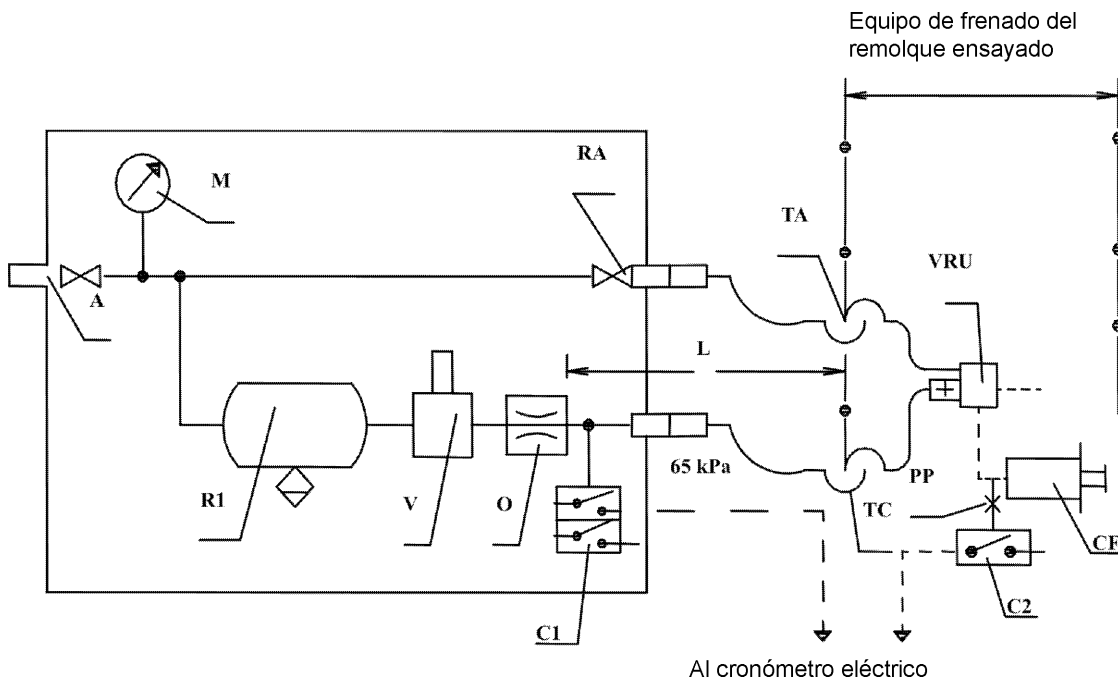 Equipo de frenado del
remolque ensayado
M
RA
TA
VRU
A
L
65 kPa
PP
R1
V
O
TC
CF
C1
C2
Al cronómetro eléctrico